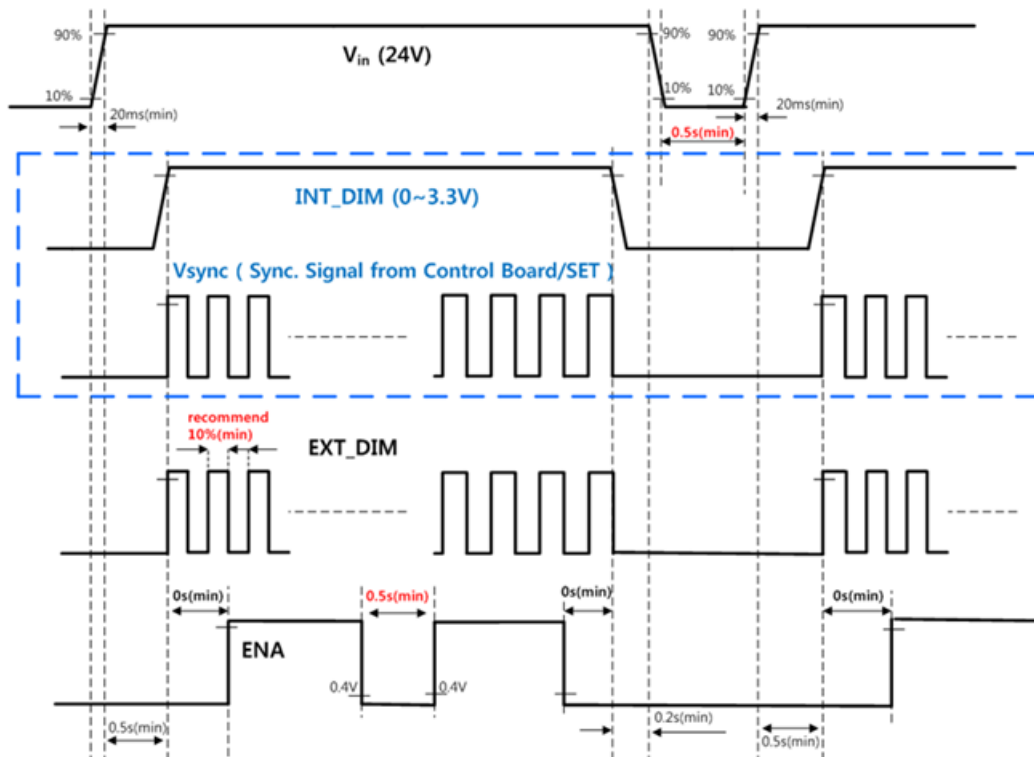 90%
V_in (24V)
90%
90%
10%
10%
10%
20ms(min)
20ms(min)
0.5s(min)
INT_DIM (0~3.3V)
Vsync ( Sync. Signal from Control Board/SET )
recommend
10%(min)
EXT_DIM
0s(min)
0.5s(min)
0s(min)
0s(min)
ENA
0.4V
0.4V
0.5s(min)
0.2s(min)
0.5s(min)